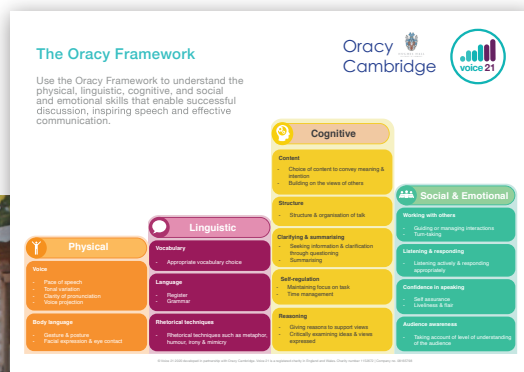 The Oracy Framework
Use the Oracy Framework to understand the
physical, linguistic, cognitive, and social
and emotional skills that enable successful
discussion, inspiring speech and effective
communication.
Oracy
Cambridge
voice 21
Physical
Voice
- Pace of speech
- Tonal variation
- Clarity of pronunciation
- Voice projection
Body language
- Gesture & posture
- Facial expression & eye contact
Linguistic
Vocabulary
- Appropriate vocabulary choice
Language
- Register
- Grammar
Rhetorical techniques
- Rhetorical techniques such as metaphor,
humour, irony & mimicry
Cognitive
Content
- Choice of content to convey meaning &
intention
- Building on the views of others
Structure
- Structure & organisation of talk
Clarifying & summarising
- Seeking information & clarification
through questioning
- Summarising
Self-regulation
- Maintaining focus on task
- Time management
Reasoning
- Giving reasons to support views
- Critically examining ideas & views
expressed
Social & Emotional
Working with others
- Guiding or managing interactions
- Turn-taking
Listening & responding
- Listening actively & responding
appropriately
Confidence in speaking
- Self assurance
- Liveliness & flair
Audience awareness
- Taking account of level of understanding
of the audience